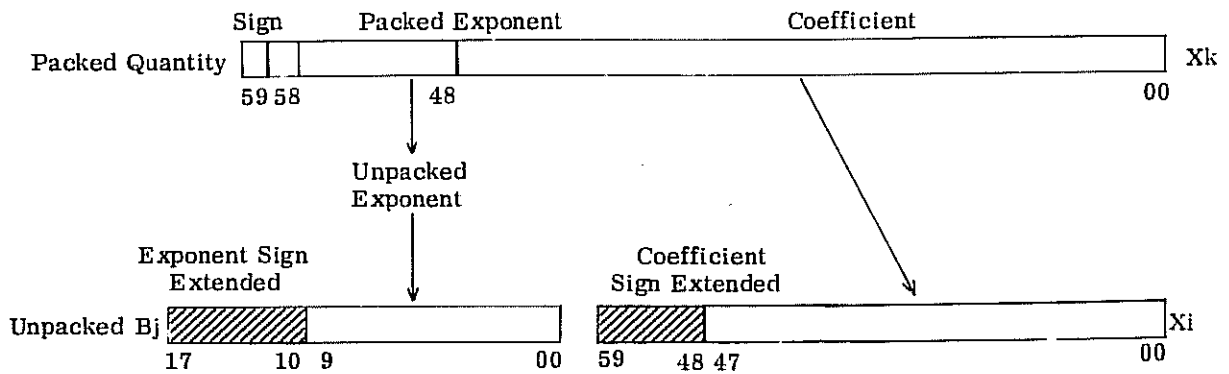 Sign Packed Exponent Coefficient
Packed Quantity Xk
59 58 48 00
Unpacked
Exponent
Exponent Sign
Extended
Coefficient
Sign Extended
Unpacked Bj Xi
17 10 9 00 59 48 47 00